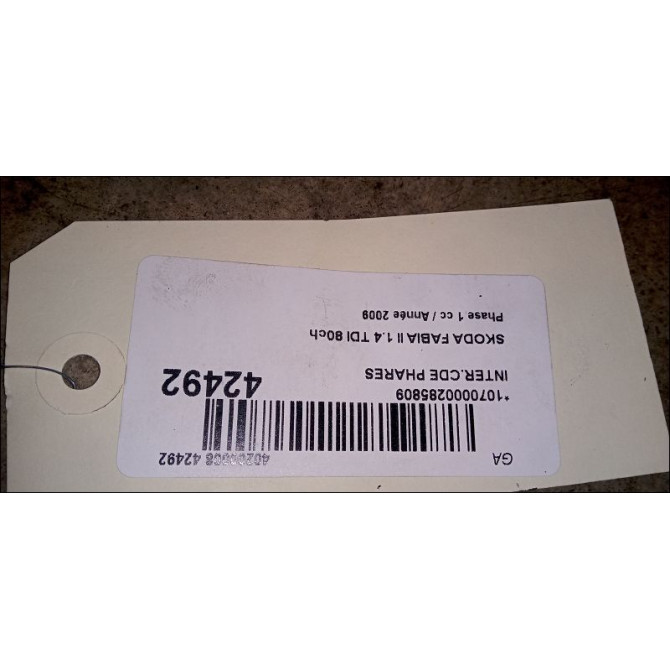 GA
42492
*1070000285809
INTER.CDE PHARES
42492
SKODA FABIA II 1.4 TDI 80ch
Phase 1 cc / Année 2009